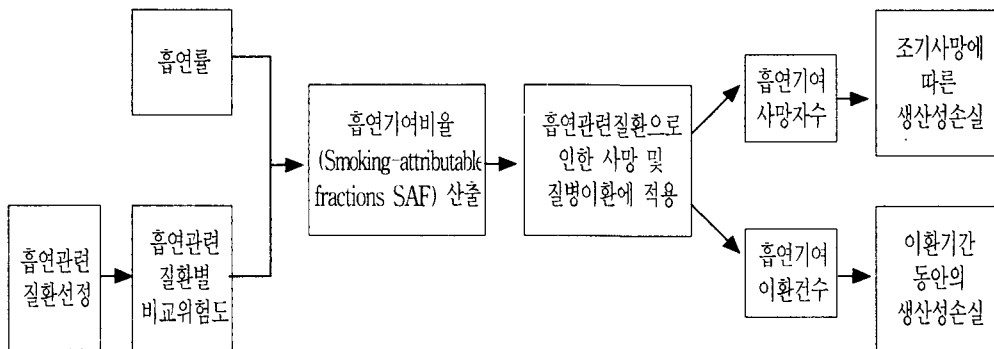 흡연률
흡연관련
질환선정
흡연관련
질환별
비교위험도
흡연기여비율
(Smoking-attributable
fractions SAF) 산출
흡연관련질환으로
인한 사망 및
질병이환에 적용
흡연기여
사망자수
조기사망에
따른
생산성손실
흡연기여
이환건수
이환기간
동안의
생산성손실